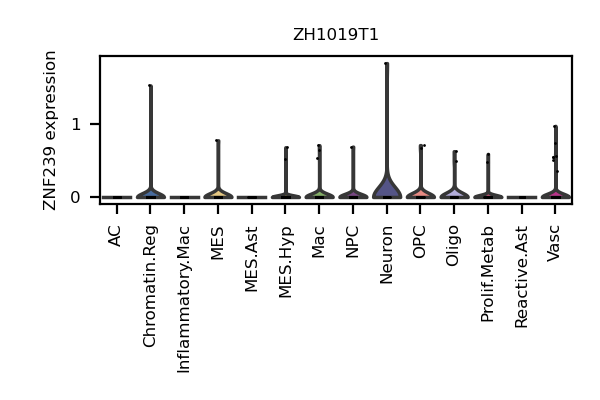 ZH1019T1
ZNF239 expression
1
0
AC
Chromatin.Reg
Inflammatory.Mac
MES
MES.Ast
MES.Hyp
Mac
NPC
Neuron
OPC
Oligo
Prolif.Metab
Reactive.Ast
Vasc